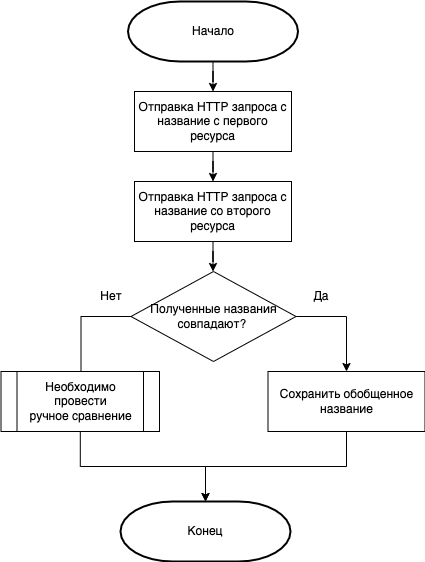 Начало
Отправка HTTP запроса с
название с первого
ресурса
Отправка HTTP запроса с
название со второго
ресурса
Нет
Да
Полученные названия
совпадают?
Необходимо
провести
ручное сравнение
Сохранить обобщенное
название
Конец